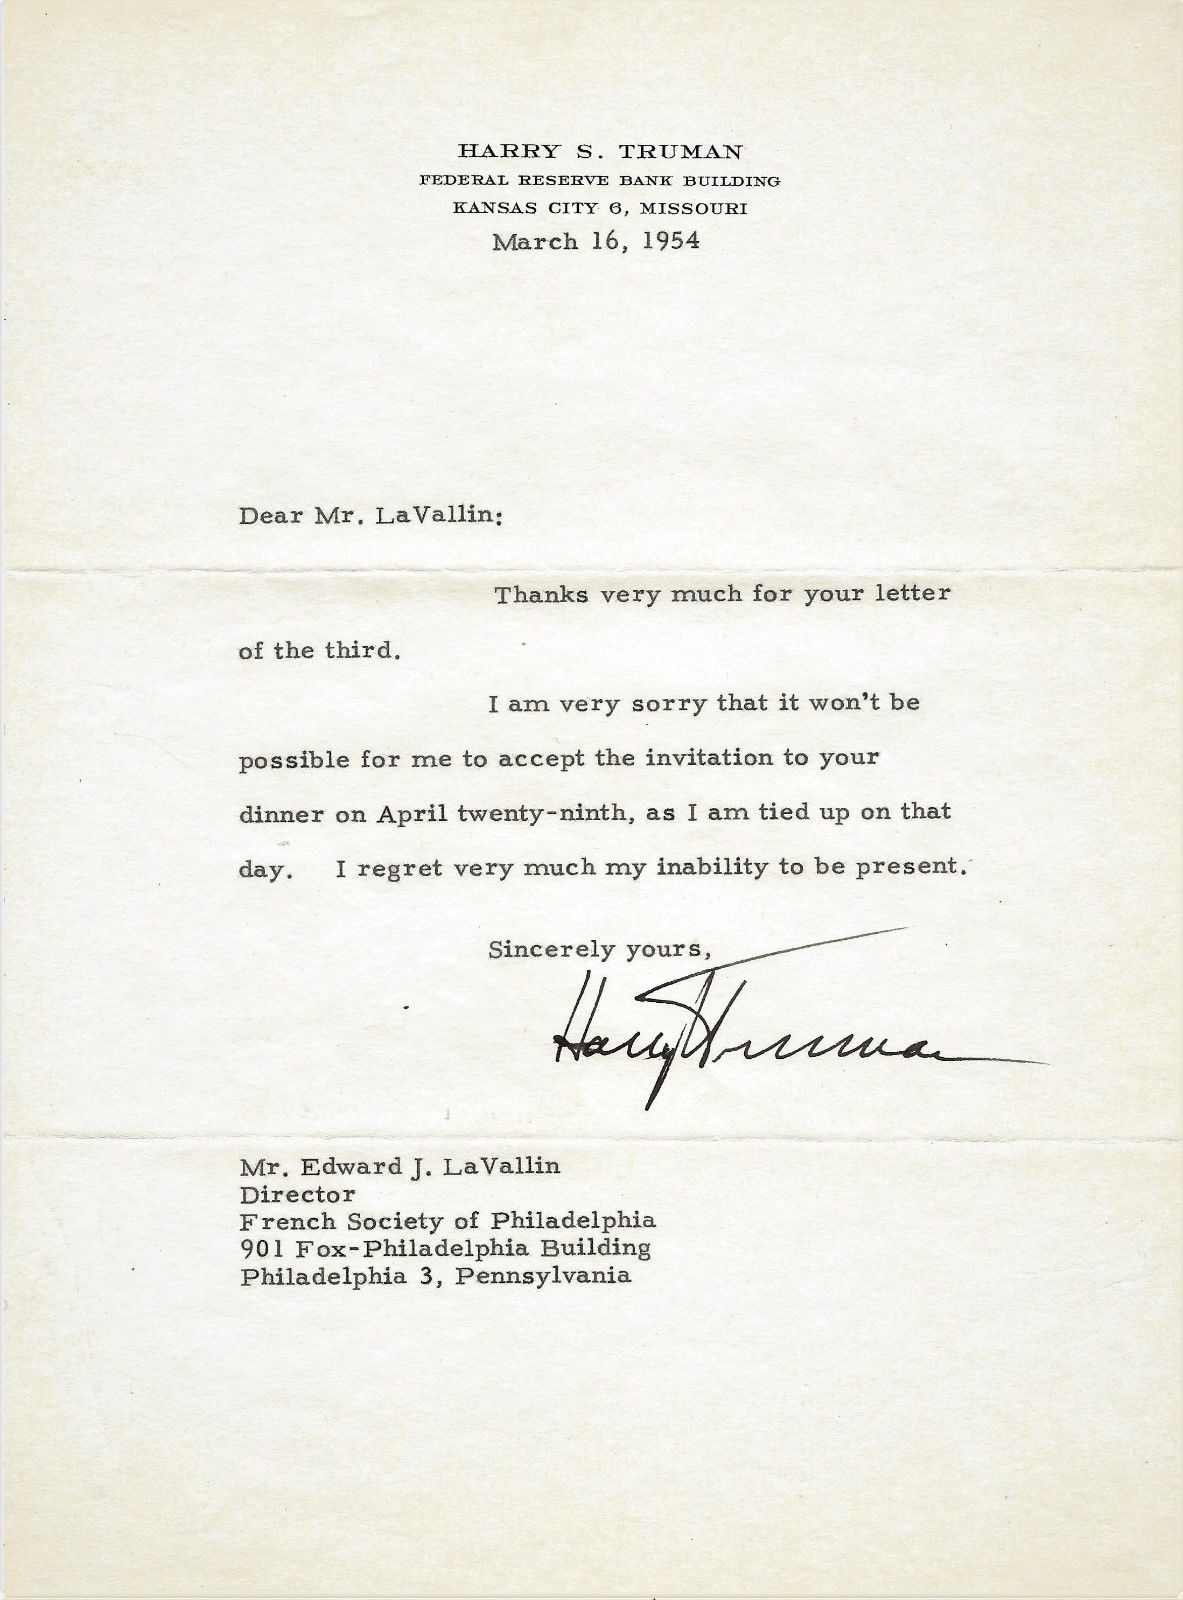 HARRY S. TRUMAN
FEDERAL RESERVE BANK BUILDING
KANSAS CITY 6, MISSOURI
March 16, 1954
Dear Mr. LaVallin:
Thanks very much for your letter
of the third.
I am very sorry that it won't be
possible for me to accept the invitation to your
dinner on April twenty-ninth, as I am tied up on that
day. I regret very much my inability to be present.
Sincerely yours,
Harry S Truman
Mr. Edward J. LaVallin
Director
French Society of Philadelphia
901 Fox-Philadelphia Building
Philadelphia 3, Pennsylvania